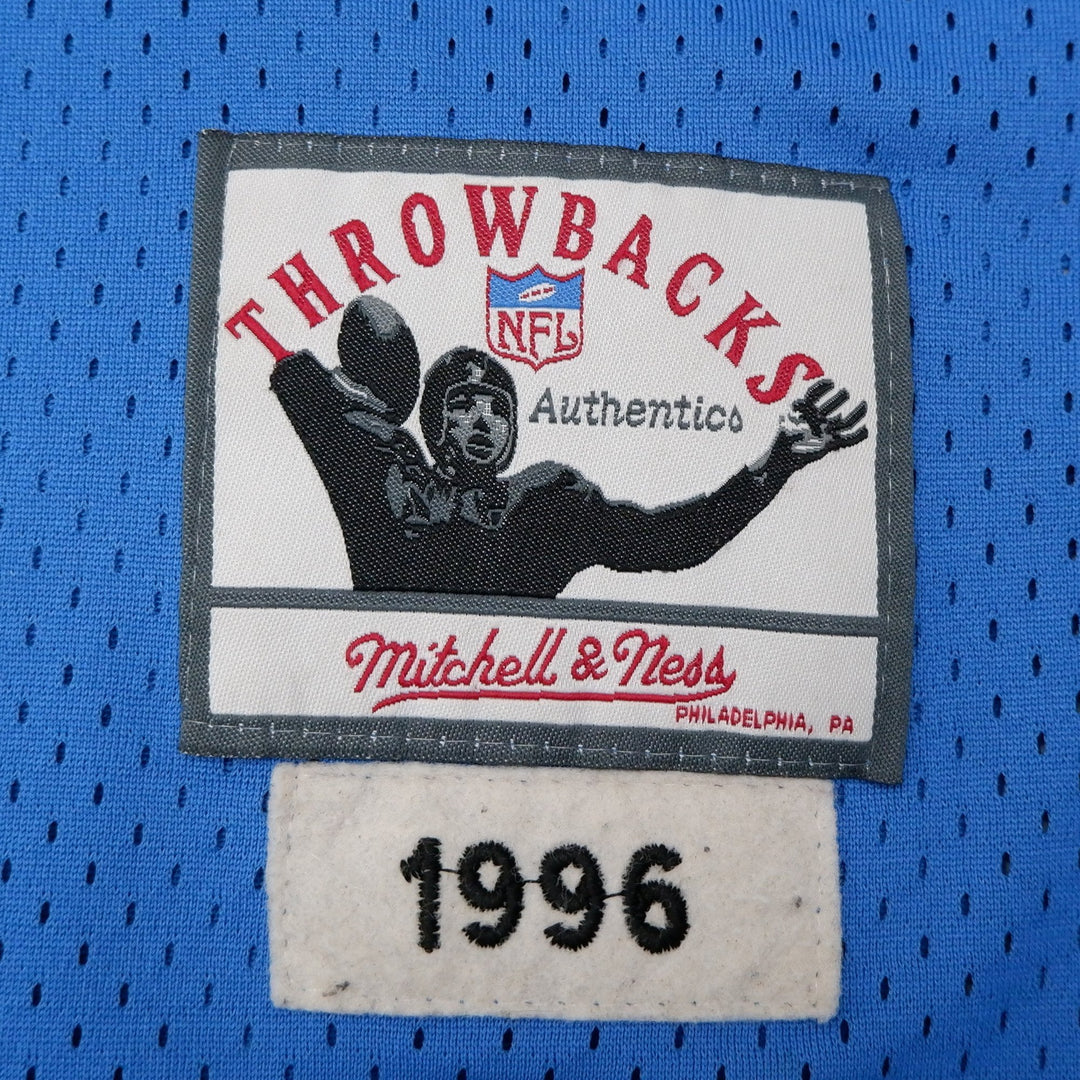 THROWBACKS
NFL
Authentics
Mitchell & Ness
PHILADELPHIA, PA
1996